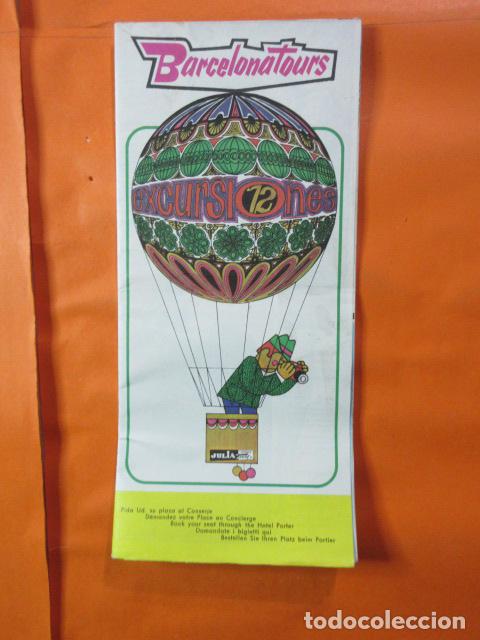 BarcelonaTours
excursiones
72
JULIA
Pida Ud. su plaza al Conserje
Demandez votre Place au Concierge
Book your seat through the Hotel Porter
Domandate i biglietti qui
Bestellen Sie Ihren Platz beim Portier
todocoleccion